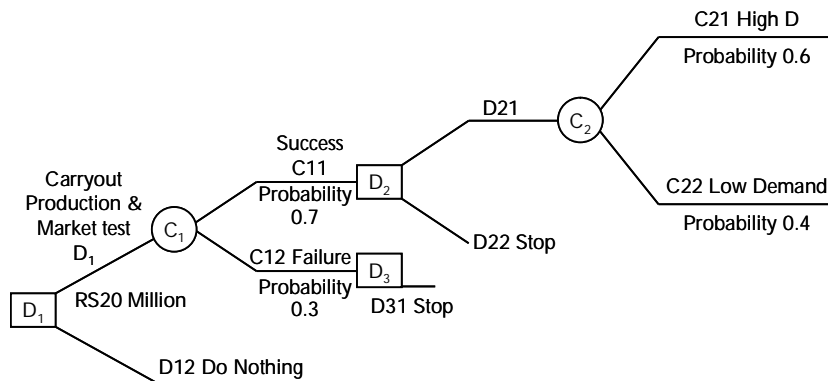 C21 High D
Probability 0.6
D21
C₂
Success
C11
Probability
0.7
D₂
C22 Low Demand
Probability 0.4
Carryout
Production &
Market test
D₁
C₁
D22 Stop
C12 Failure
Probability
0.3
D₃
D31 Stop
D₁
RS20 Million
D12 Do Nothing